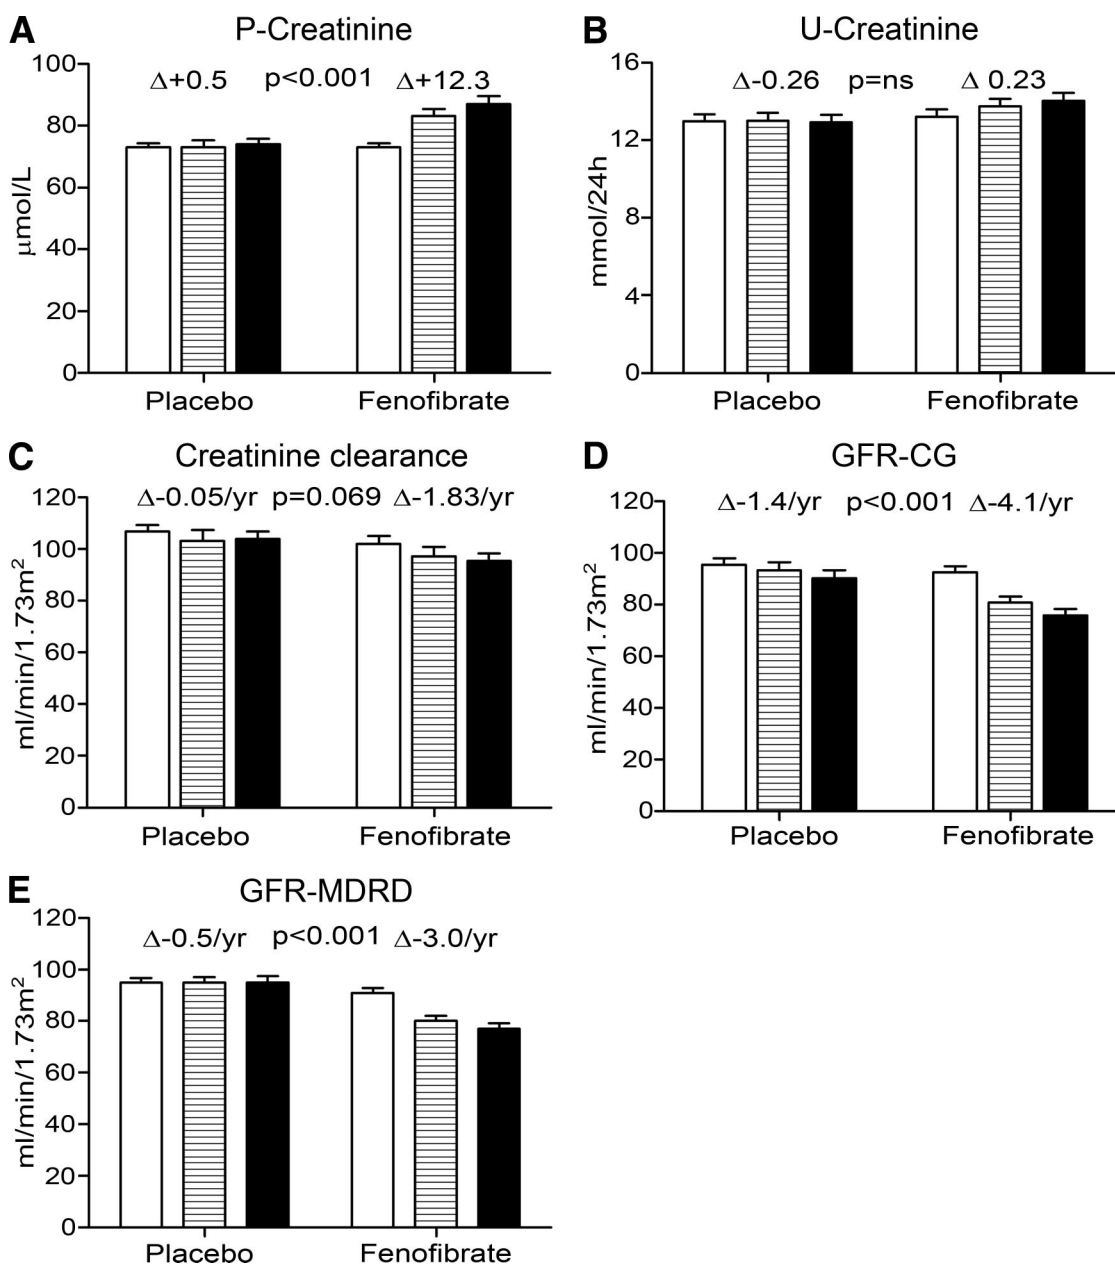 A P-Creatinine
Δ+0.5 p<0.001 Δ+12.3
100
80
60
40
20
0
μmol/L
Placebo Fenofibrate
B U-Creatinine
Δ-0.26 p=ns Δ 0.23
16
12
8
4
0
mmol/24h
Placebo Fenofibrate
C Creatinine clearance
Δ-0.05/yr p=0.069 Δ-1.83/yr
120
100
80
60
40
20
0
ml/min/1.73m²
Placebo Fenofibrate
D GFR-CG
Δ-1.4/yr p<0.001 Δ-4.1/yr
120
100
80
60
40
20
0
ml/min/1.73m²
Placebo Fenofibrate
E GFR-MDRD
Δ-0.5/yr p<0.001 Δ-3.0/yr
120
100
80
60
40
20
0
ml/min/1.73m²
Placebo Fenofibrate